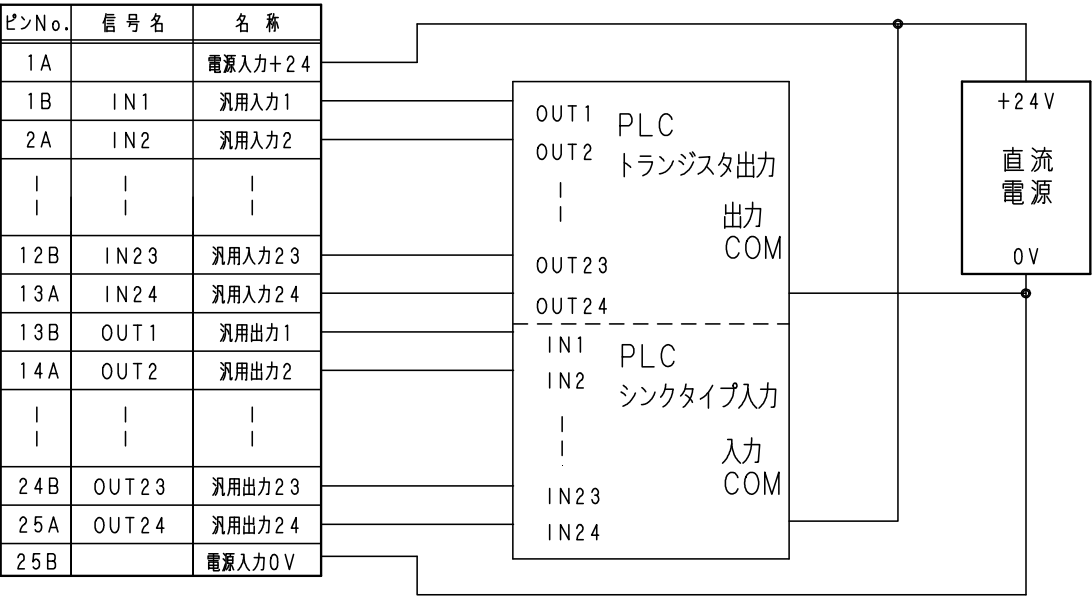 ピンNo. 信号名 名称
1A 電源入力+24
1B IN1 汎用入力1
2A IN2 汎用入力2
12B IN23 汎用入力23
13A IN24 汎用入力24
13B OUT1 汎用出力1
14A OUT2 汎用出力2
24B OUT23 汎用出力23
25A OUT24 汎用出力24
25B 電源入力0V
OUT1
OUT2
OUT23
OUT24
PLC
トランジスタ出力
出力
COM
IN1
IN2
IN23
IN24
PLC
シンクタイプ入力
入力
COM
+24V
直流
電源
0V